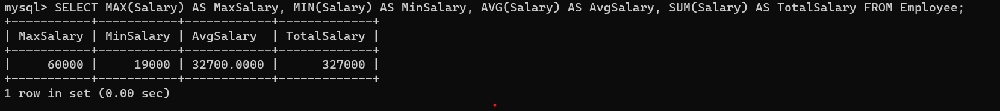 mysql> SELECT MAX(Salary) AS MaxSalary, MIN(Salary) AS MinSalary, AVG(Salary) AS AvgSalary, SUM(Salary) AS TotalSalary FROM Employee;
+-----------+-----------+------------+-------------+
| MaxSalary | MinSalary | AvgSalary  | TotalSalary |
+-----------+-----------+------------+-------------+
|     60000 |     19000 | 32700.0000 |      327000 |
+-----------+-----------+------------+-------------+
1 row in set (0.00 sec)